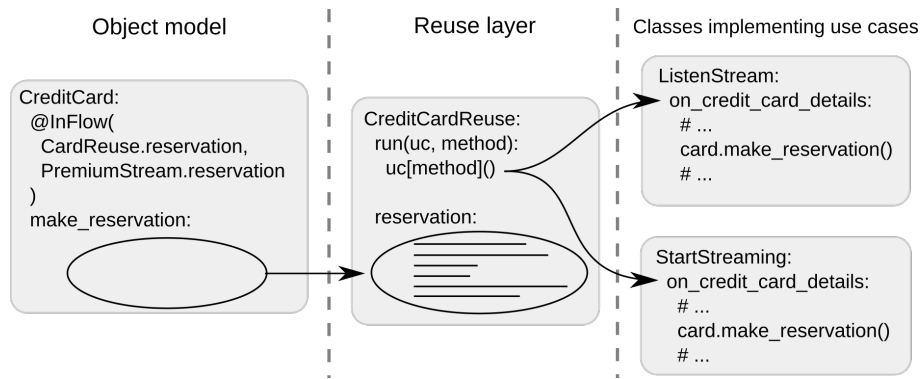 Object model
CreditCard:
@InFlow(
CardReuse.reservation,
PremiumStream.reservation
)
make_reservation:
Reuse layer
CreditCardReuse:
run(uc, method):
uc[method]()
reservation:
Classes implementing use cases
ListenStream:
on_credit_card_details:
# ...
card.make_reservation()
# ...
StartStreaming:
on_credit_card_details:
# ...
card.make_reservation()
# ...